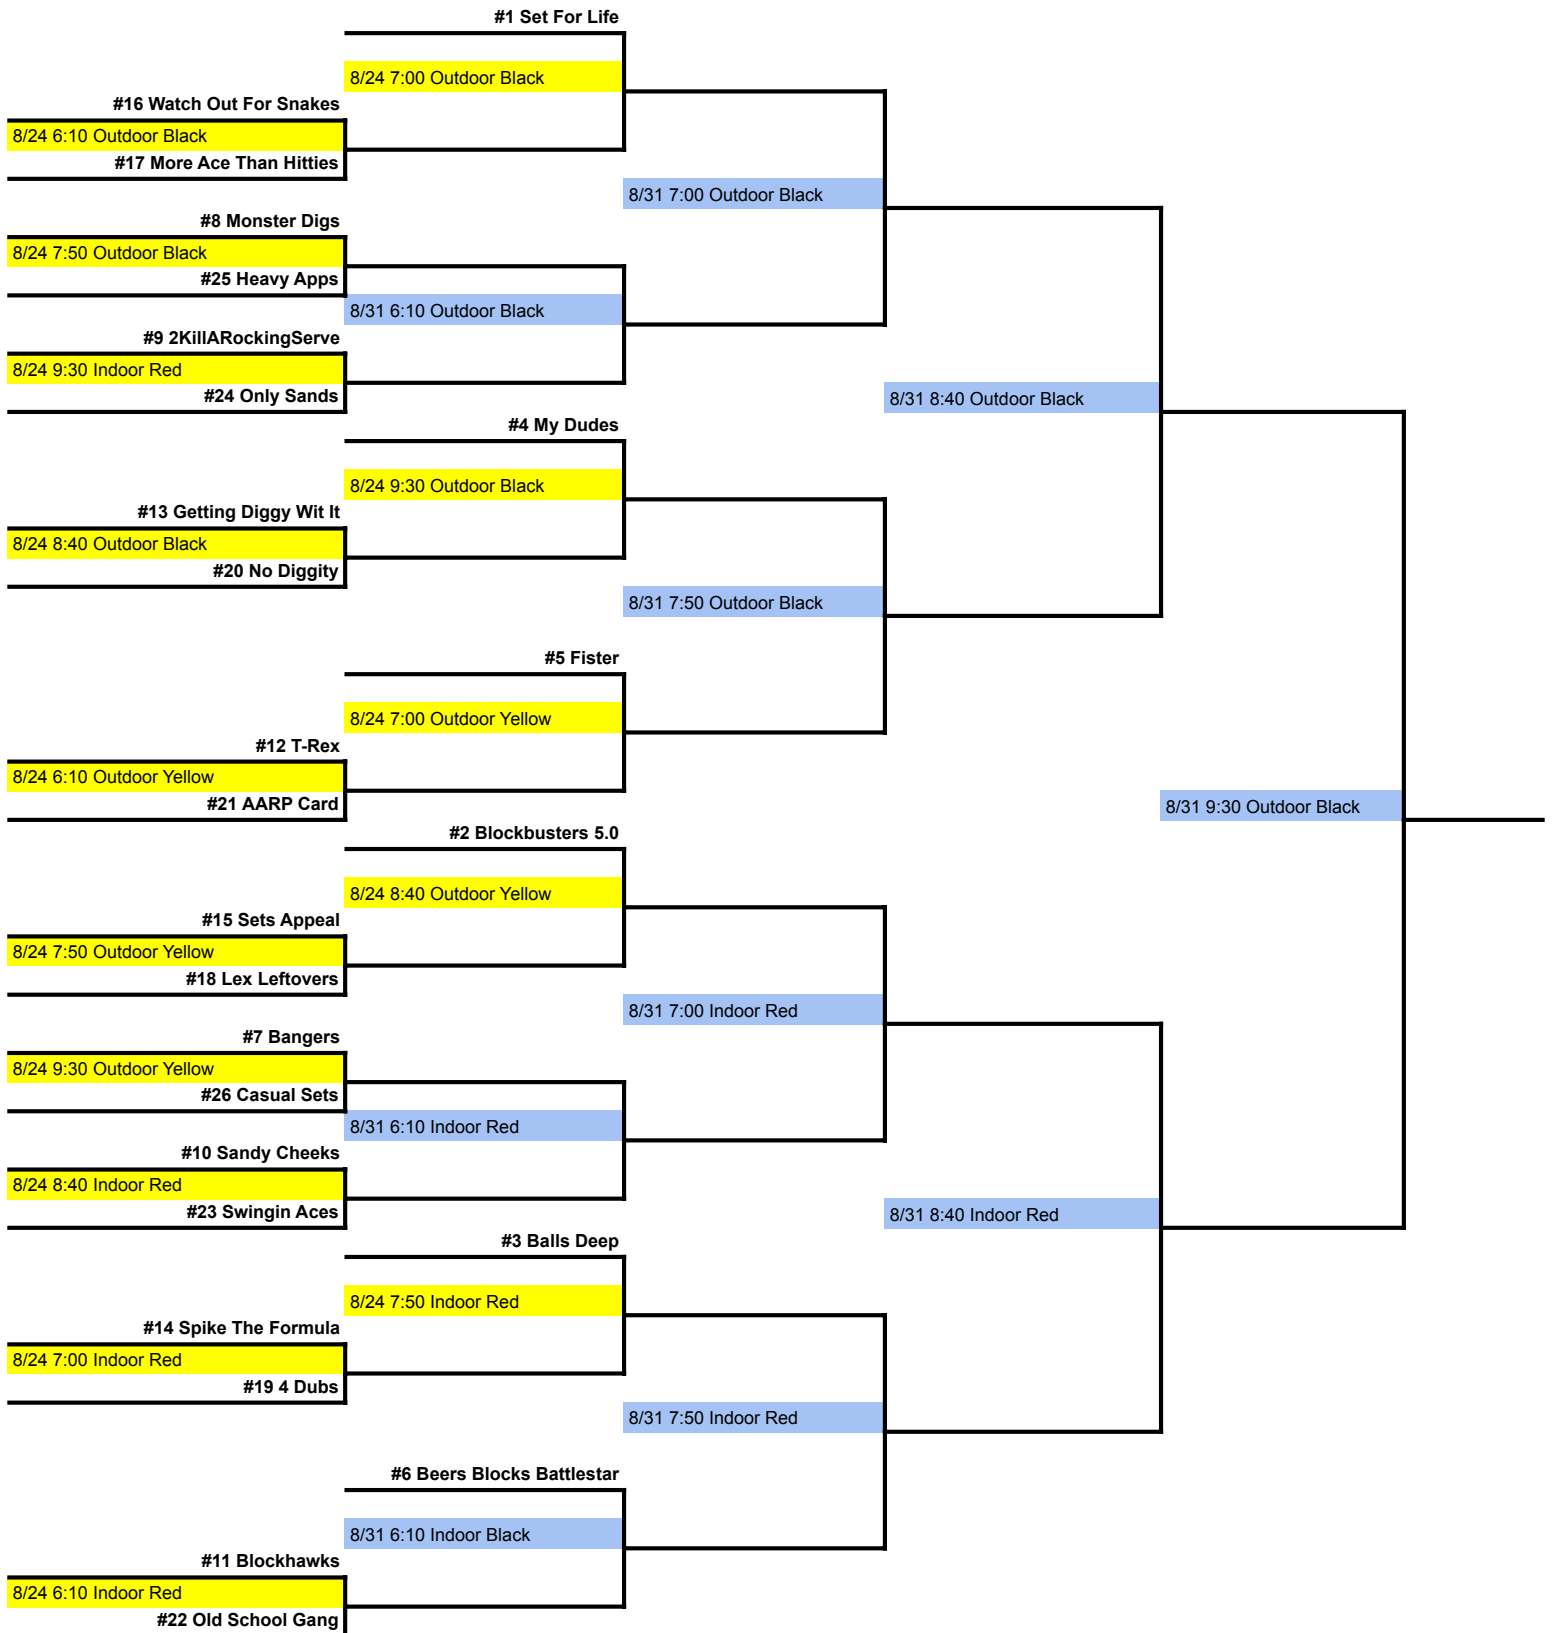 #1 Set For Life
8/24 7:00 Outdoor Black
#16 Watch Out For Snakes
8/24 6:10 Outdoor Black
#17 More Ace Than Hitties
8/31 7:00 Outdoor Black
#8 Monster Digs
8/24 7:50 Outdoor Black
#25 Heavy Apps
8/31 6:10 Outdoor Black
#9 2KillARockingServe
8/24 9:30 Indoor Red
#24 Only Sands
8/31 8:40 Outdoor Black
#4 My Dudes
8/24 9:30 Outdoor Black
#13 Getting Diggy Wit It
8/24 8:40 Outdoor Black
#20 No Diggity
8/31 7:50 Outdoor Black
#5 Fister
8/24 7:00 Outdoor Yellow
#12 T-Rex
8/24 6:10 Outdoor Yellow
#21 AARP Card
8/31 9:30 Outdoor Black
#2 Blockbusters 5.0
8/24 8:40 Outdoor Yellow
#15 Sets Appeal
8/24 7:50 Outdoor Yellow
#18 Lex Leftovers
8/31 7:00 Indoor Red
#7 Bangers
8/24 9:30 Outdoor Yellow
#26 Casual Sets
8/31 6:10 Indoor Red
#10 Sandy Cheeks
8/24 8:40 Indoor Red
#23 Swingin Aces
8/31 8:40 Indoor Red
#3 Balls Deep
8/24 7:50 Indoor Red
#14 Spike The Formula
8/24 7:00 Indoor Red
#19 4 Dubs
8/31 7:50 Indoor Red
#6 Beers Blocks Battlestar
8/31 6:10 Indoor Black
#11 Blockhawks
8/24 6:10 Indoor Red
#22 Old School Gang